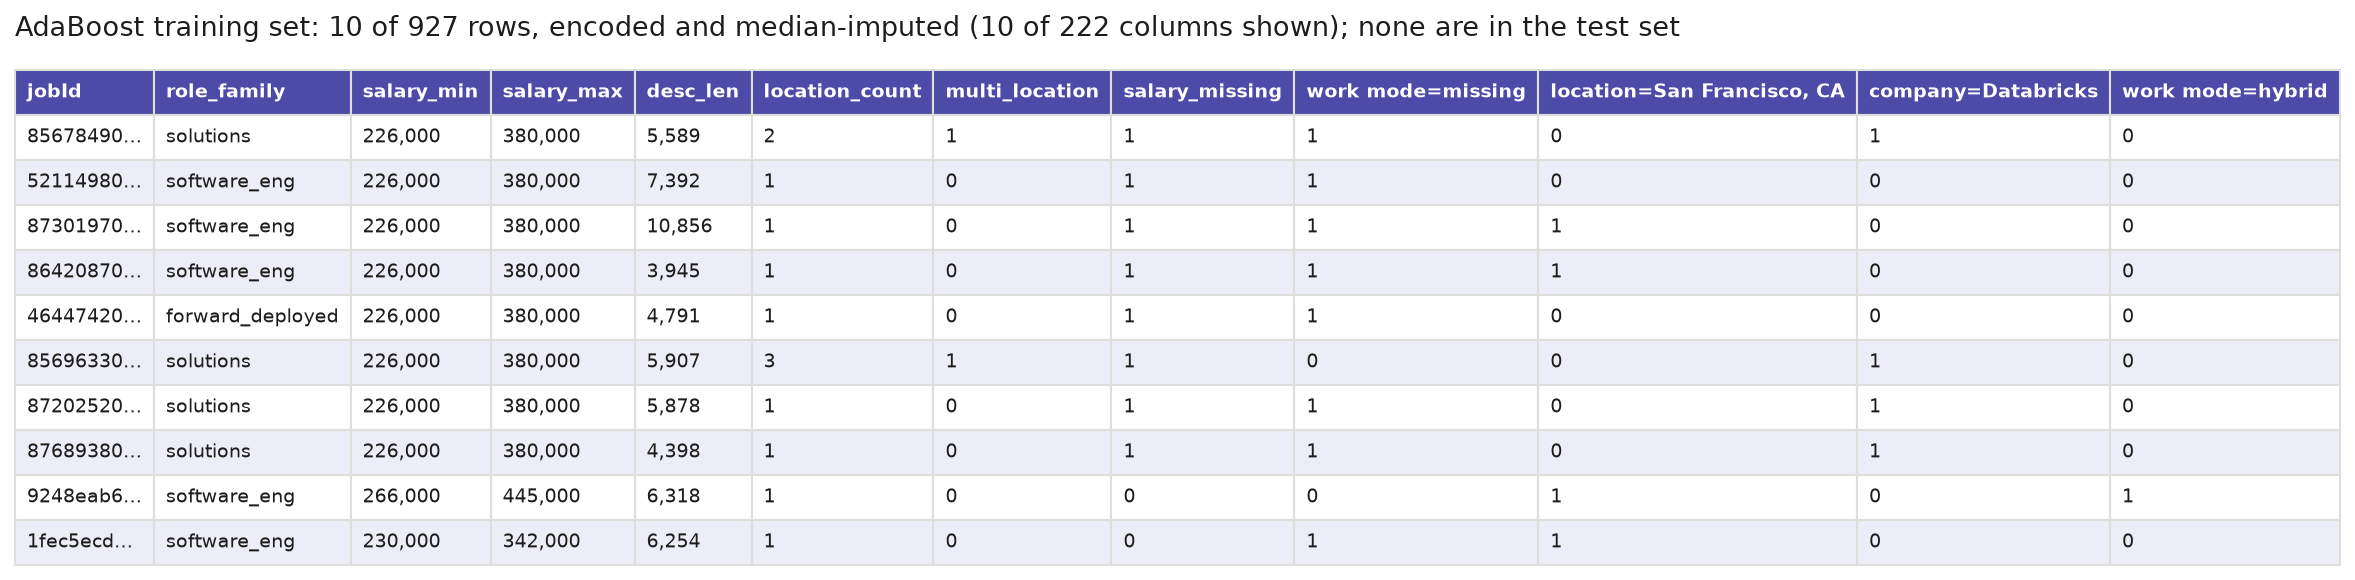 AdaBoost training set: 10 of 927 rows, encoded and median-imputed (10 of 222 columns shown); none are in the test set
jobId role_family salary_min salary_max desc_len location_count multi_location salary_missing work mode=missing location=San Francisco, CA company=Databricks work mode=hybrid
85678490... solutions 226,000 380,000 5,589 2 1 1 1 0 1 0
52114980... software_eng 226,000 380,000 7,392 1 0 1 1 0 0 0
87301970... software_eng 226,000 380,000 10,856 1 0 1 1 1 0 0
86420870... software_eng 226,000 380,000 3,945 1 0 1 1 1 0 0
46447420... forward_deployed 226,000 380,000 4,791 1 0 1 1 0 0 0
85696330... solutions 226,000 380,000 5,907 3 1 1 0 0 1 0
87202520... solutions 226,000 380,000 5,878 1 0 1 1 0 1 0
87689380... solutions 226,000 380,000 4,398 1 0 1 1 0 1 0
9248eab6... software_eng 266,000 445,000 6,318 1 0 0 0 1 0 1
1fec5ecd... software_eng 230,000 342,000 6,254 1 0 0 1 1 0 0